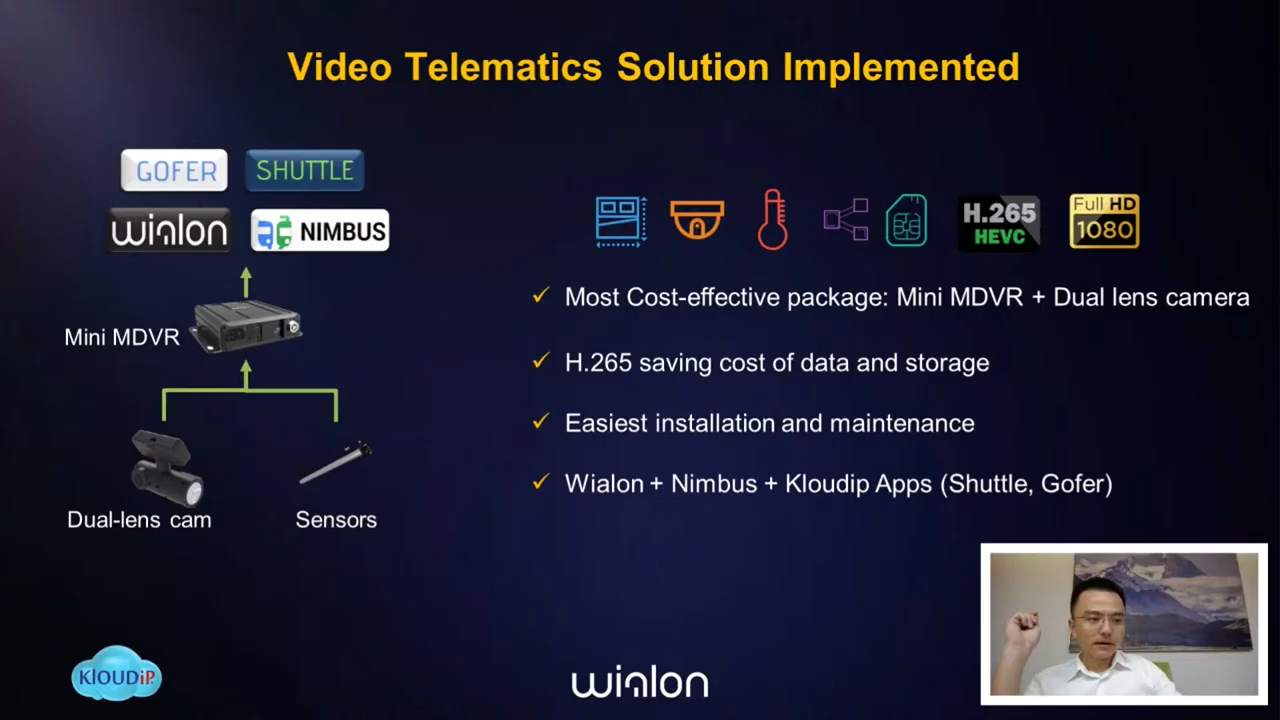 Video Telematics Solution Implemented
GOFER
SHUTTLE
wialon
NIMBUS
H.265
HEVC
Full HD
1080
Mini MDVR
Dual-lens cam
Sensors
✓ Most Cost-effective package: Mini MDVR + Dual lens camera
✓ H.265 saving cost of data and storage
✓ Easiest installation and maintenance
✓ Wialon + Nimbus + Kloudip Apps (Shuttle, Gofer)
KlOUDiP
wialon